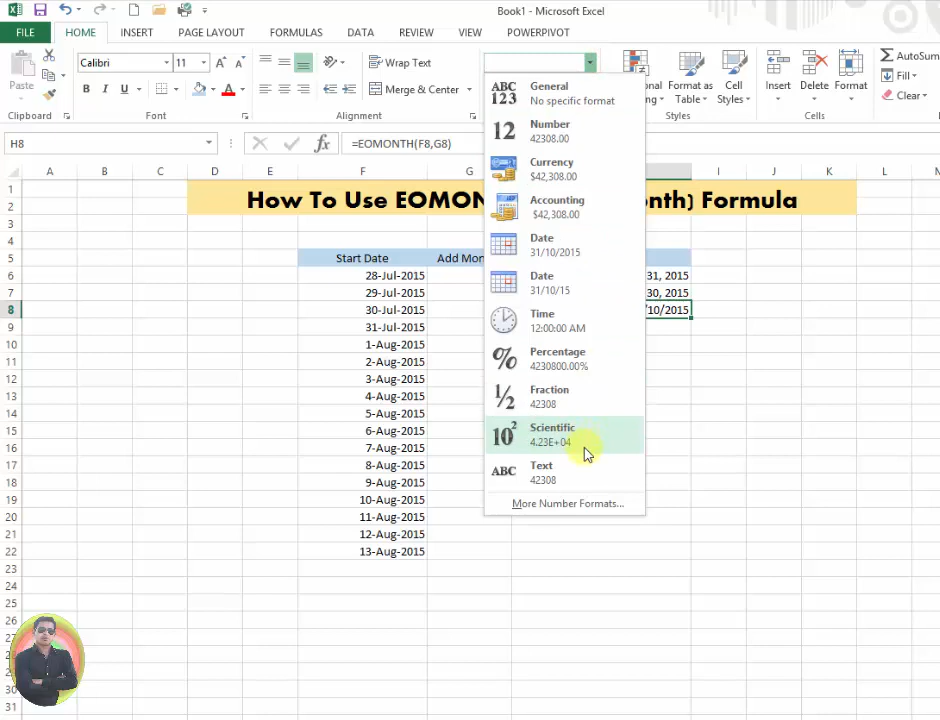 Book1 - Microsoft Excel
FILE HOME INSERT PAGE LAYOUT FORMULAS DATA REVIEW VIEW POWERPIVOT
Paste
Calibri 11
B I U
Wrap Text
Merge & Center
Format as Table
Cell Styles
Insert
Delete
Format
AutoSum
Fill
Clear
Clipboard Font Alignment Styles Cells
H8 fx =EOMONTH(F8,G8)
A B C D E F G I J K L
How To Use EOMON nth) Formula
Start Date Add Mon
28-Jul-2015 31, 2015
29-Jul-2015 30, 2015
30-Jul-2015 /10/2015
31-Jul-2015
1-Aug-2015
2-Aug-2015
3-Aug-2015
4-Aug-2015
5-Aug-2015
6-Aug-2015
7-Aug-2015
8-Aug-2015
9-Aug-2015
10-Aug-2015
11-Aug-2015
12-Aug-2015
13-Aug-2015
1
2
3
4
5
6
7
8
9
10
11
12
13
14
15
16
17
18
19
20
21
22
23
24
25
26
31
ABC 123 General
No specific format
12 Number
42308.00
Currency
$42,308.00
Accounting
$42,308.00
Date
31/10/2015
Date
31/10/15
Time
12:00:00 AM
% Percentage
4230800.00%
½ Fraction
42308
10² Scientific
4.23E+04
ABC Text
42308
More Number Formats...